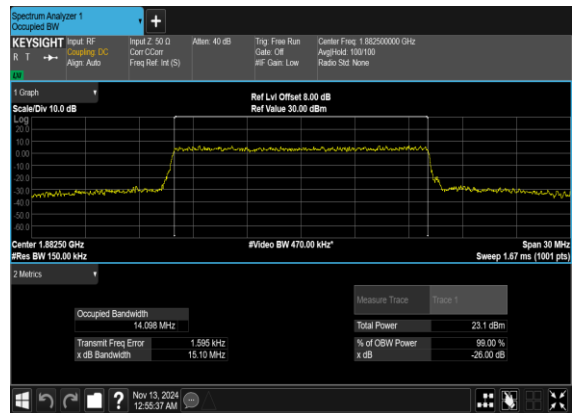 Spectrum Analyzer 1
Occupied BW
+
KEYSIGHT Input: RF Input Z: 50 Ω Atten: 40 dB Trig: Free Run Center Freq: 1.882500000 GHz
R T Coupling: DC Corr CCorr Gate: Off Avg|Hold: 100/100
Align: Auto Freq Ref: Int (S) #IF Gain: Low Radio Std: None
1 Graph Ref Lvl Offset 8.00 dB
Scale/Div 10.0 dB Ref Value 30.00 dBm
Log
20.0
10.0
0.00
-10.0
-20.0
-30.0
-40.0
-50.0
-60.0
Center 1.88250 GHz #Video BW 470.00 kHz* Span 30 MHz
#Res BW 150.00 kHz Sweep 1.67 ms (1001 pts)
2 Metrics
Measure Trace Trace 1
Occupied Bandwidth
14.098 MHz Total Power 23.1 dBm
Transmit Freq Error 1.595 kHz % of OBW Power 99.00 %
x dB Bandwidth 15.10 MHz x dB -26.00 dB
? Nov 13, 2024
12:55:37 AM